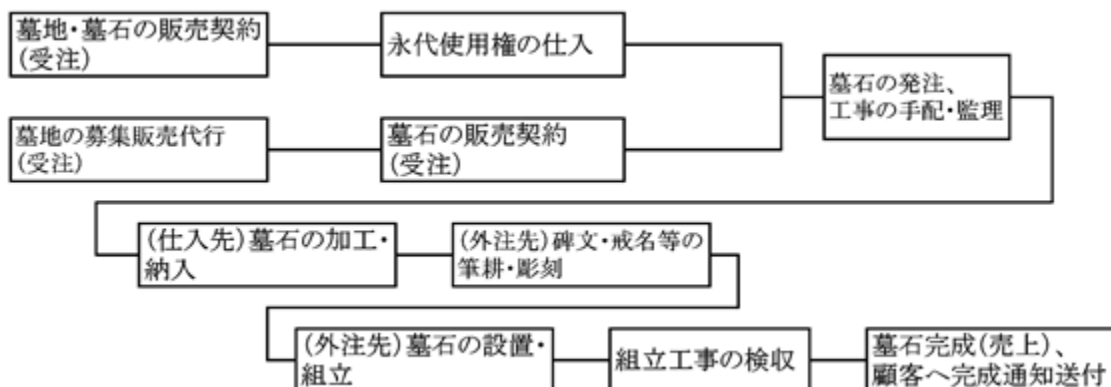 墓地・墓石の販売契約
(受注)
永代使用権の仕入
墓地の募集販売代行
(受注)
墓石の販売契約
(受注)
墓石の発注、
工事の手配・監理
(仕入先)墓石の加工・
納入
(外注先)碑文・戒名等の
筆耕・彫刻
(外注先)墓石の設置・
組立
組立工事の検収
墓石完成(売上)、
顧客へ完成通知送付